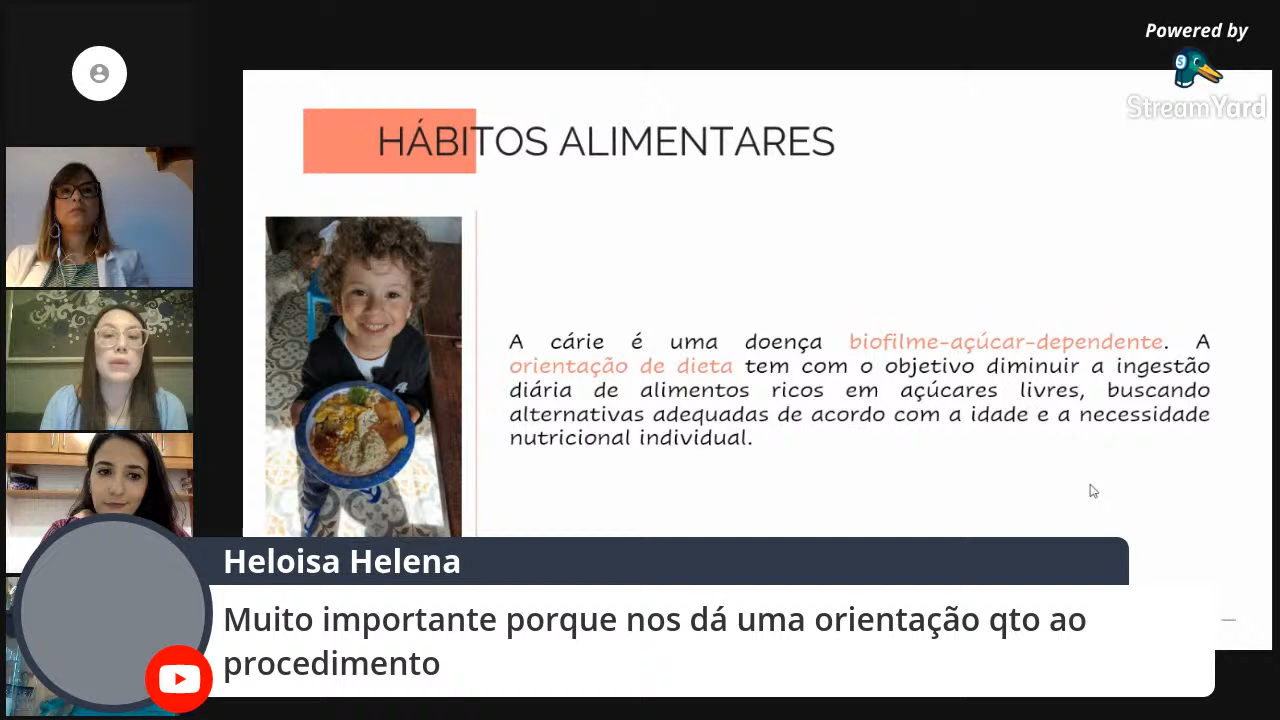 Powered by
StreamYard
HÁBITOS ALIMENTARES
A cárie é uma doença biofilme-açúcar-dependente. A
orientação de dieta tem com o objetivo diminuir a ingestão
diária de alimentos ricos em açúcares livres, buscando
alternativas adequadas de acordo com a idade e a necessidade
nutricional individual.
Heloisa Helena
Muito importante porque nos dá uma orientação qto ao
procedimento